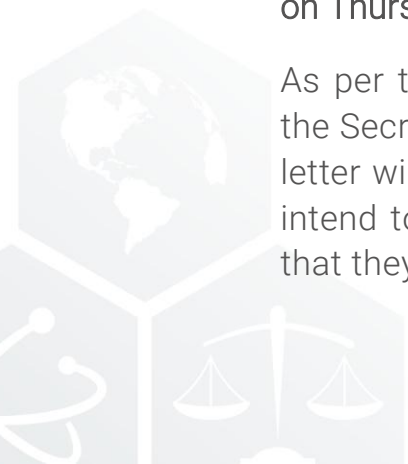 on Thurs
As per t
the Secr
letter wi
intend to
that they